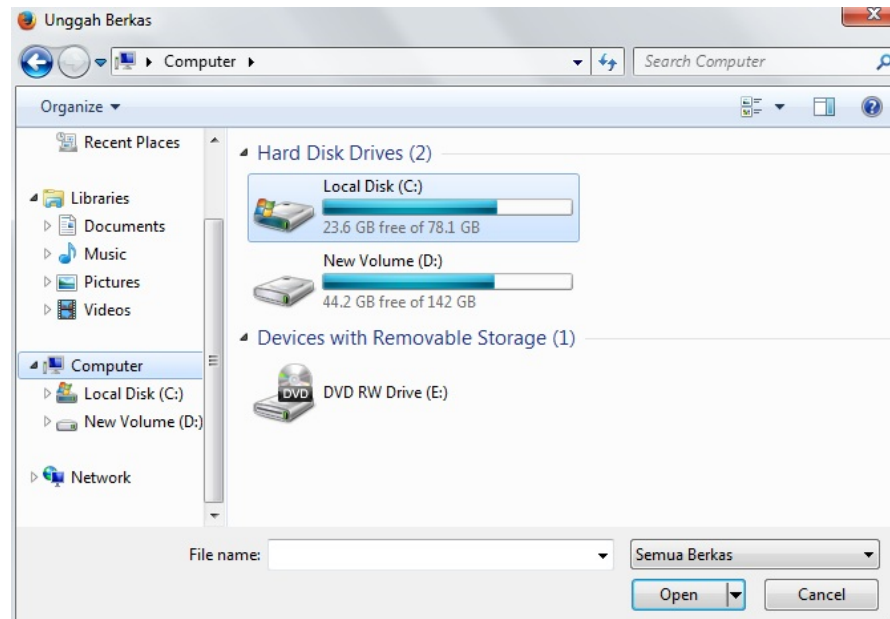 Unggah Berkas
Computer
Search Computer
Organize
Recent Places
Libraries
Documents
Music
Pictures
Videos
Computer
Local Disk (C:)
New Volume (D:)
Network
Hard Disk Drives (2)
Local Disk (C:)
23.6 GB free of 78.1 GB
New Volume (D:)
44.2 GB free of 142 GB
Devices with Removable Storage (1)
DVD
DVD RW Drive (E:)
File name:
Semua Berkas
Open
Cancel